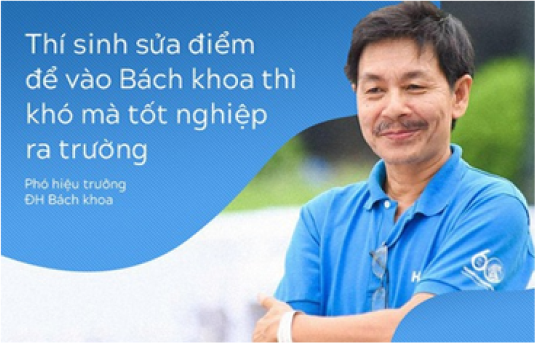 Thí sinh sửa điểm
để vào Bách khoa thì
khó mà tốt nghiệp
ra trường
Phó hiệu trưởng
ĐH Bách khoa